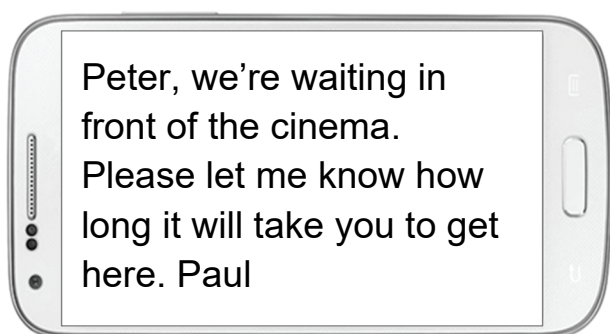 Peter, we’re waiting in
front of the cinema.
Please let me know how
long it will take you to get
here. Paul